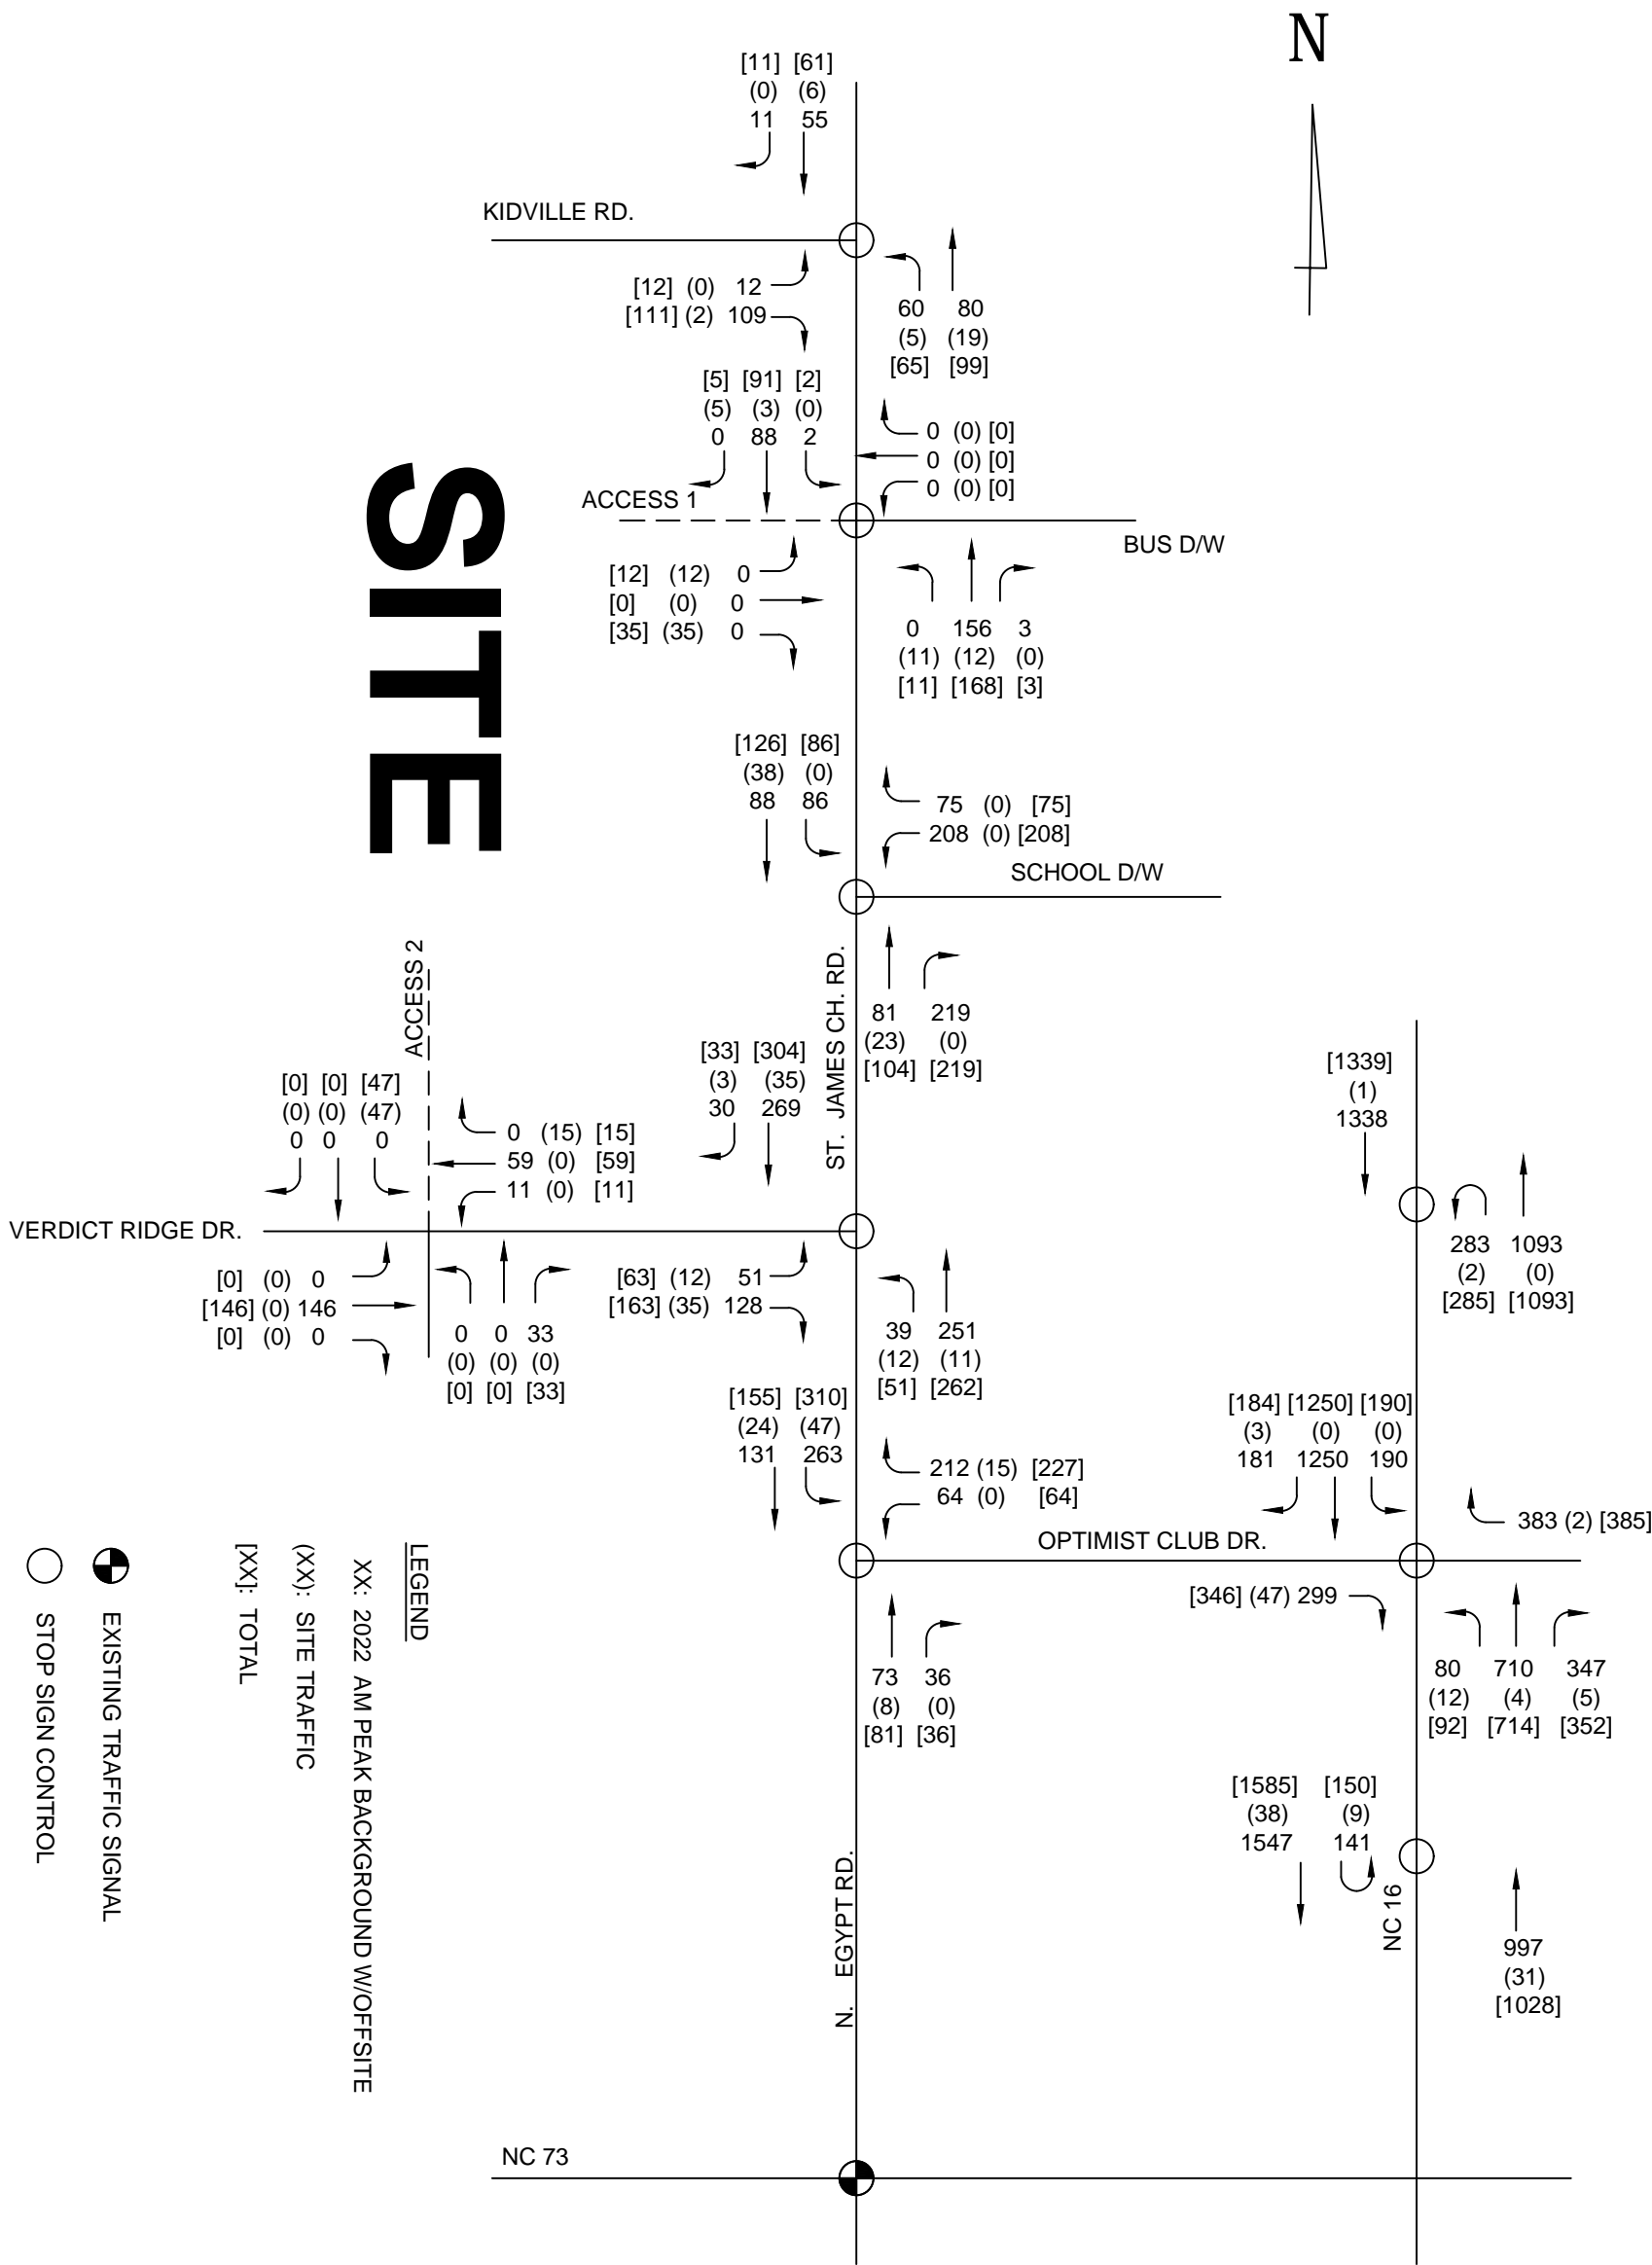 N
[11] [61]
(0) (6)
11 55
KIDVILLE RD.
[12] (0) 12
[111] (2) 109
60 80
(5) (19)
[65] [99]
[5] [91] [2]
(5) (3) (0)
0 88 2
0 (0) [0]
0 (0) [0]
0 (0) [0]
ACCESS 1
BUS D/W
[12] (12) 0
[0] (0) 0
[35] (35) 0
0 156 3
(11) (12) (0)
[11] [168] [3]
SITE
[126] [86]
(38) (0)
88 86
75 (0) [75]
208 (0) [208]
SCHOOL D/W
81 219
(23) (0)
[104] [219]
ST. JAMES CH. RD.
ACCESS 2
[33] [304]
(3) (35)
30 269
[0] [0] [47]
(0) (0) (47)
0 0 0
0 (15) [15]
59 (0) [59]
11 (0) [11]
VERDICT RIDGE DR.
[0] (0) 0
[146] (0) 146
[0] (0) 0
0 0 33
(0) (0) (0)
[0] [0] [33]
[63] (12) 51
[163] (35) 128
39 251
(12) (11)
[51] [262]
[1339]
(1)
1338
283 1093
(2) (0)
[285] [1093]
[155] [310]
(24) (47)
131 263
212 (15) [227]
64 (0) [64]
[184] [1250] [190]
(3) (0) (0)
181 1250 190
383 (2) [385]
OPTIMIST CLUB DR.
[346] (47) 299
73 36
(8) (0)
[81] [36]
80 710 347
(12) (4) (5)
[92] [714] [352]
[1585] [150]
(38) (9)
1547 141
NC 16
997
(31)
[1028]
N. EGYPT RD.
NC 73
LEGEND
XX: 2022 AM PEAK BACKGROUND W/OFFSITE
(XX): SITE TRAFFIC
[XX]: TOTAL
EXISTING TRAFFIC SIGNAL
STOP SIGN CONTROL